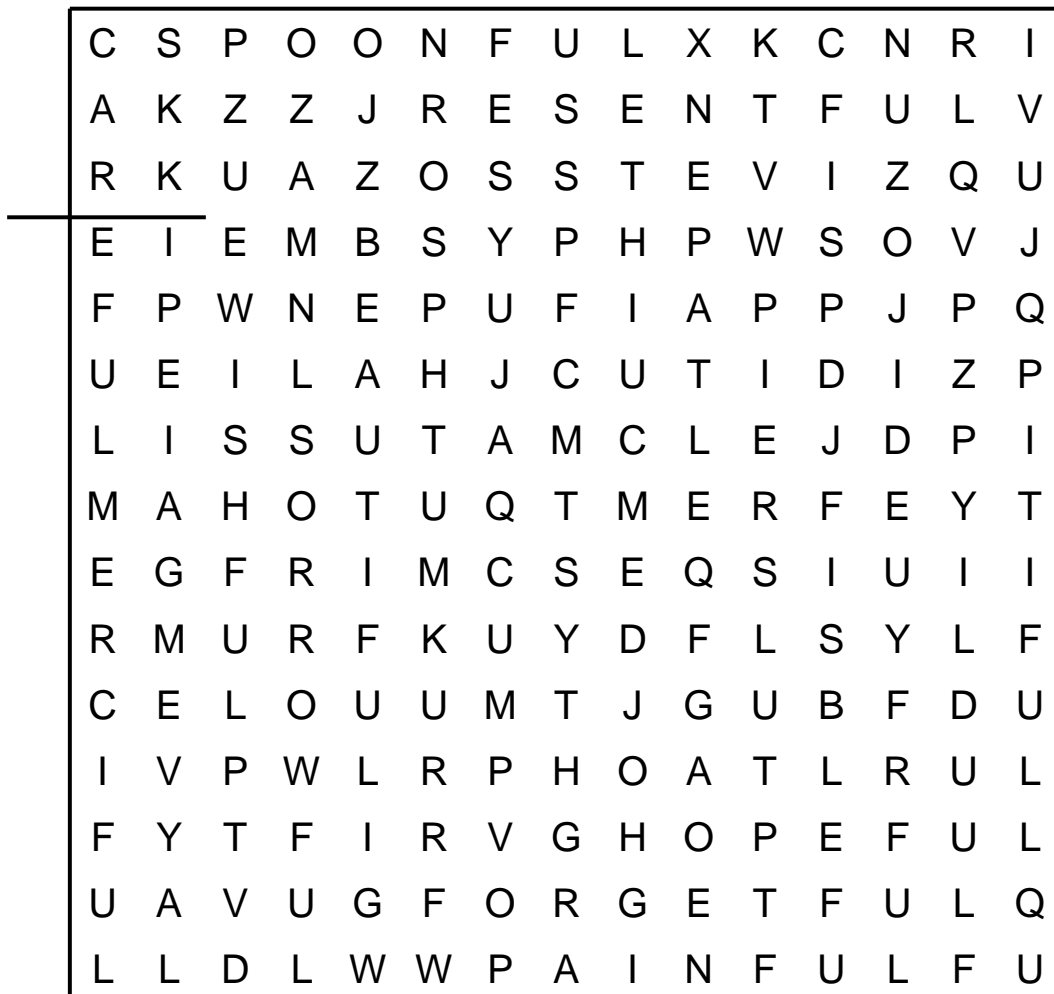 C S P O O N F U L X K C N R I
A K Z Z J R E S E N T F U L V
R K U A Z O S S T E V I Z Q U
E I E M B S Y P H P W S O V J
F P W N E P U F I A P P J P Q
U E I L A H J C U T I D I Z P
L I S S U T A M C L E J D P I
M A H O T U Q T M E R F E Y T
E G F R I M C S E Q S I U I I
R M U R F K U Y D F L S Y L F
C E L O U U M T J G U B F D U
I V P W L R P H O A T L R U L
F Y T F I R V G H O P E F U L
U A V U G F O R G E T F U L Q
L L D L W W P A I N F U L F U